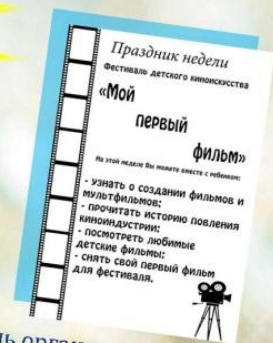 Праздник недели
Фестиваль детского киноискусства
«Мой
первый
фильм»
На этой неделе Вы можете вместе с ребенком:
- узнать о создании фильмов и
мультфильмов;
- прочитать историю повления
киноиндустрии;
- посмотреть любимые
детские фильмы;
- снять свой первый фильм
для фестиваля.